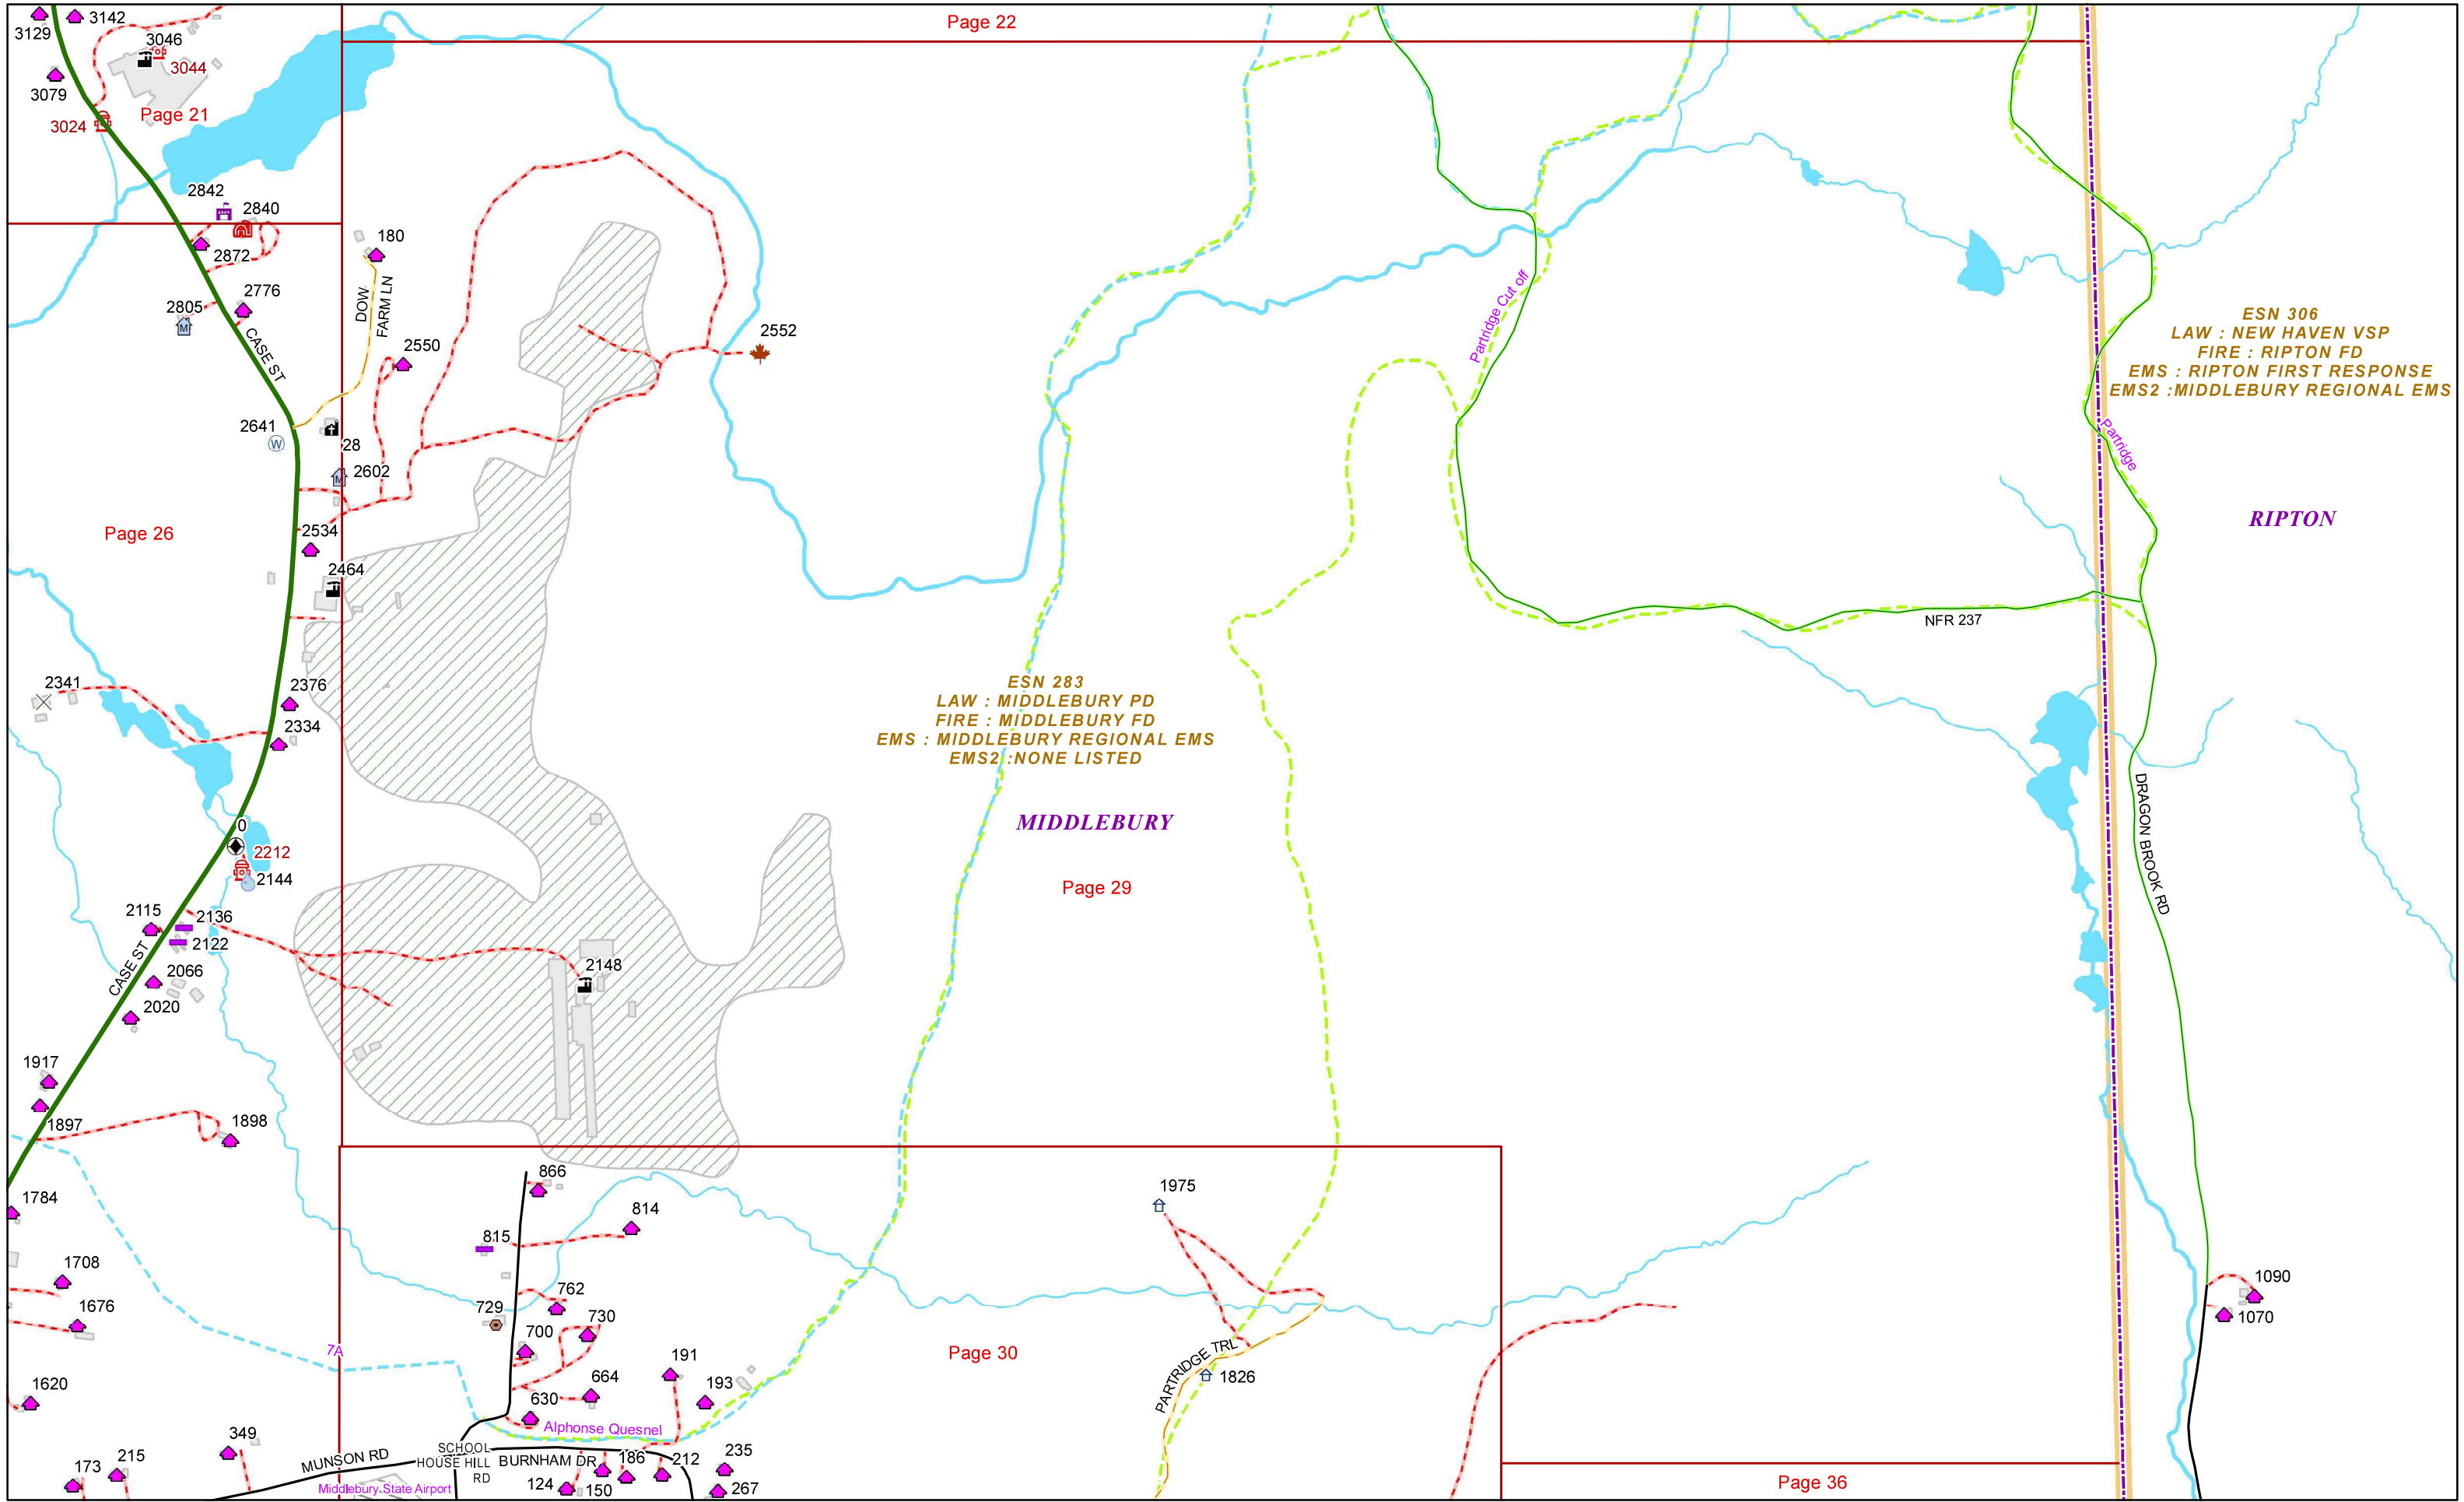 Page 22
3142
3129
3046
3044
3079
Page 21
3024
2842
2840
180
2872
2776
2805
DOW
FARM LN
CASE ST
2550
2552
Partridge Cut off
ESN 306
LAW : NEW HAVEN VSP
FIRE : RIPTON FD
EMS : RIPTON FIRST RESPONSE
EMS2 :MIDDLEBURY REGIONAL EMS
2641
W
28
M
2602
M
Partridge
Page 26
2534
RIPTON
2464
NFR 237
2341
2376
2334
ESN 283
LAW : MIDDLEBURY PD
FIRE : MIDDLEBURY FD
EMS : MIDDLEBURY REGIONAL EMS
EMS2 :NONE LISTED
MIDDLEBURY
DRAGON BROOK RD
0
2212
2144
Page 29
2115
2136
2122
CASE ST
2066
2020
2148
1917
1897
1898
866
1784
814
1975
815
1708
762
1090
1676
729
730
1070
700
7A
Page 30
191
664
193
PARTRIDGE TRL
1826
1620
630
Alphonse Quesnel
349
SCHOOL
HOUSE HILL
RD
MUNSON RD
BURNHAM DR
186
212
235
215
173
124
150
267
Middlebury State Airport
Page 36